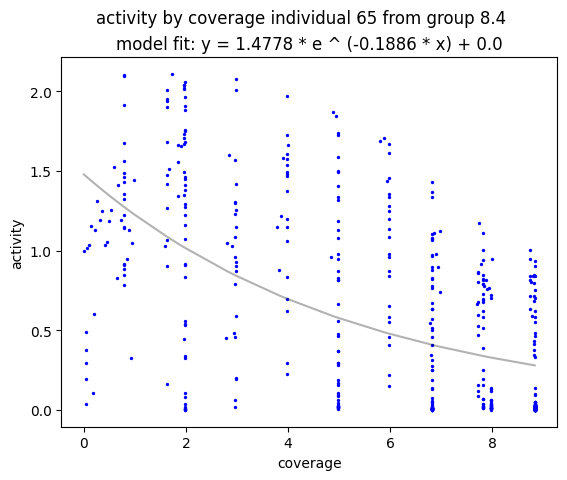 activity by coverage individual 65 from group 8.4
model fit: y = 1.4778 * e ^ (-0.1886 * x) + 0.0
2.0
1.5
1.0
0.5
0.0
activity
0 2 4 6 8
coverage